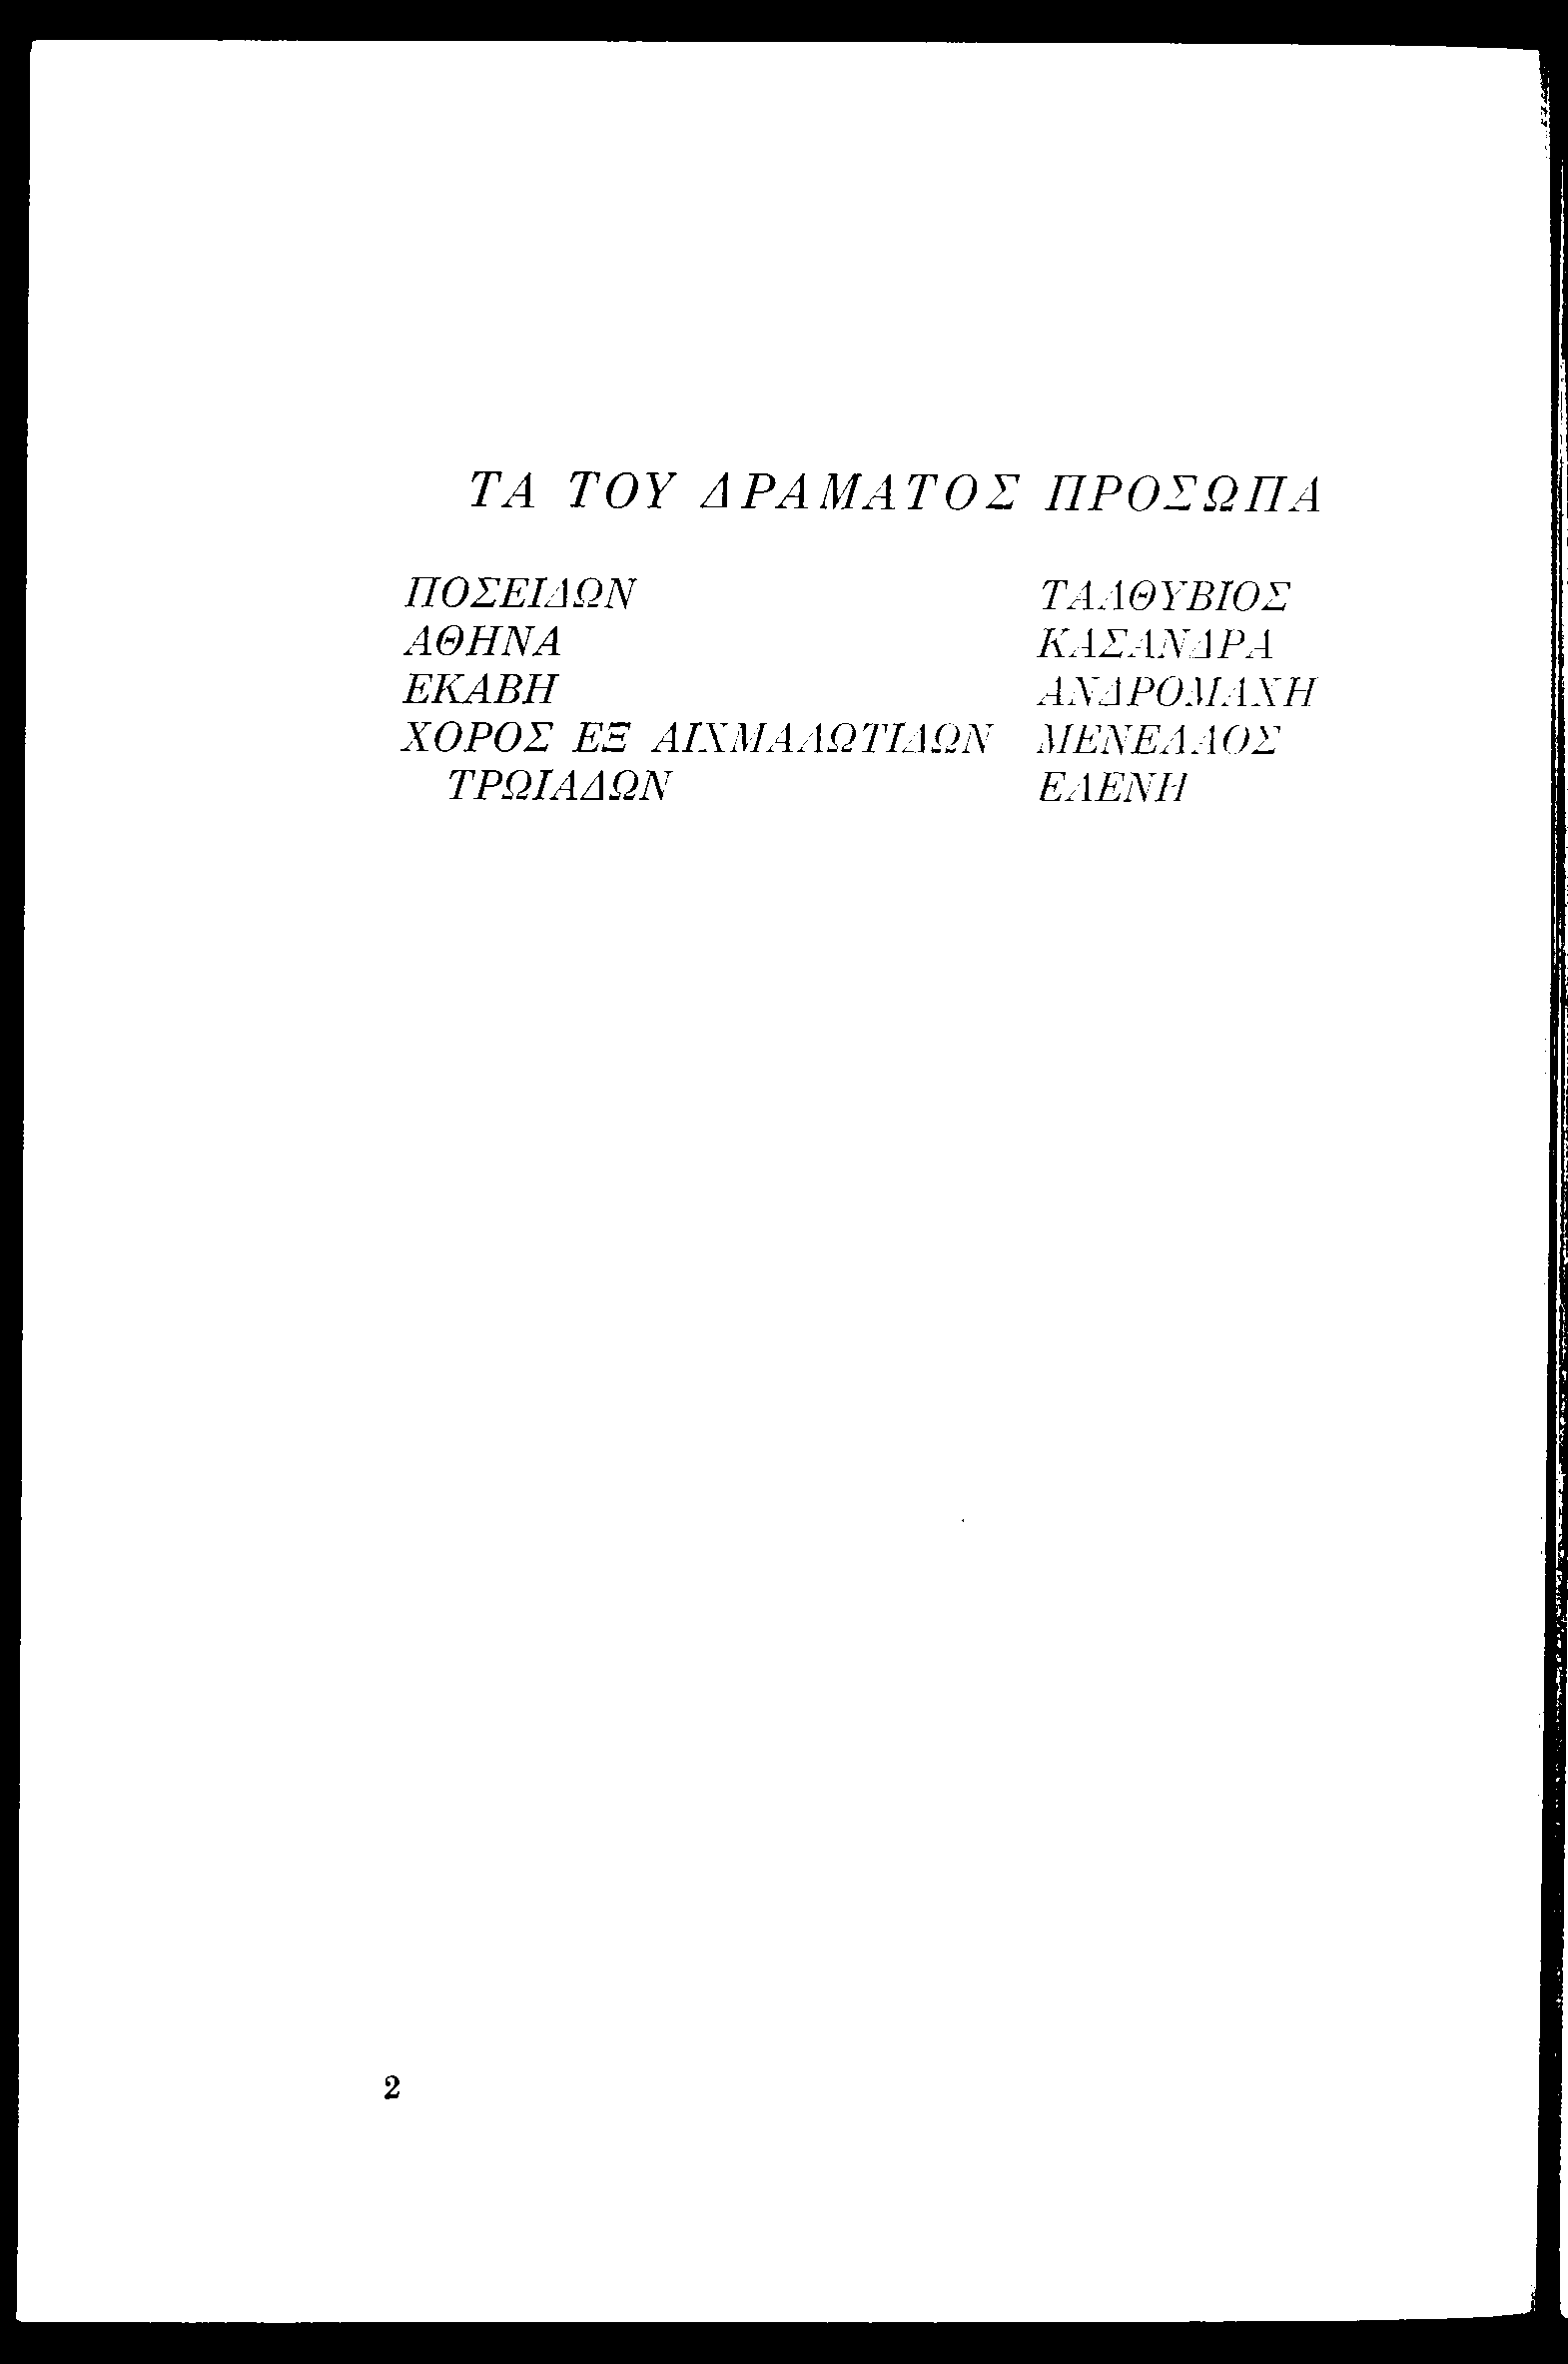 ΤΑ ΤΟΥ ΔΡΑΜΑΤΟΣ ΠΡΟΣΩΠΑ
ΠΟΣΕΙΔΩΝ
ΑΘΗΝΑ
ΕΚΑΒΗ
ΧΟΡΟΣ ΕΞ ΑΙΧΜΑΛΩΤΙΔΩΝ
ΤΡΩΙΑΔΩΝ
ΤΑΛΘΥΒΙΟΣ
ΚΑΣΑΝΔΡΑ
ΑΝΔΡΟΜΑΧΗ
ΜΕΝΕΛΑΟΣ
ΕΛΕΝΗ
2